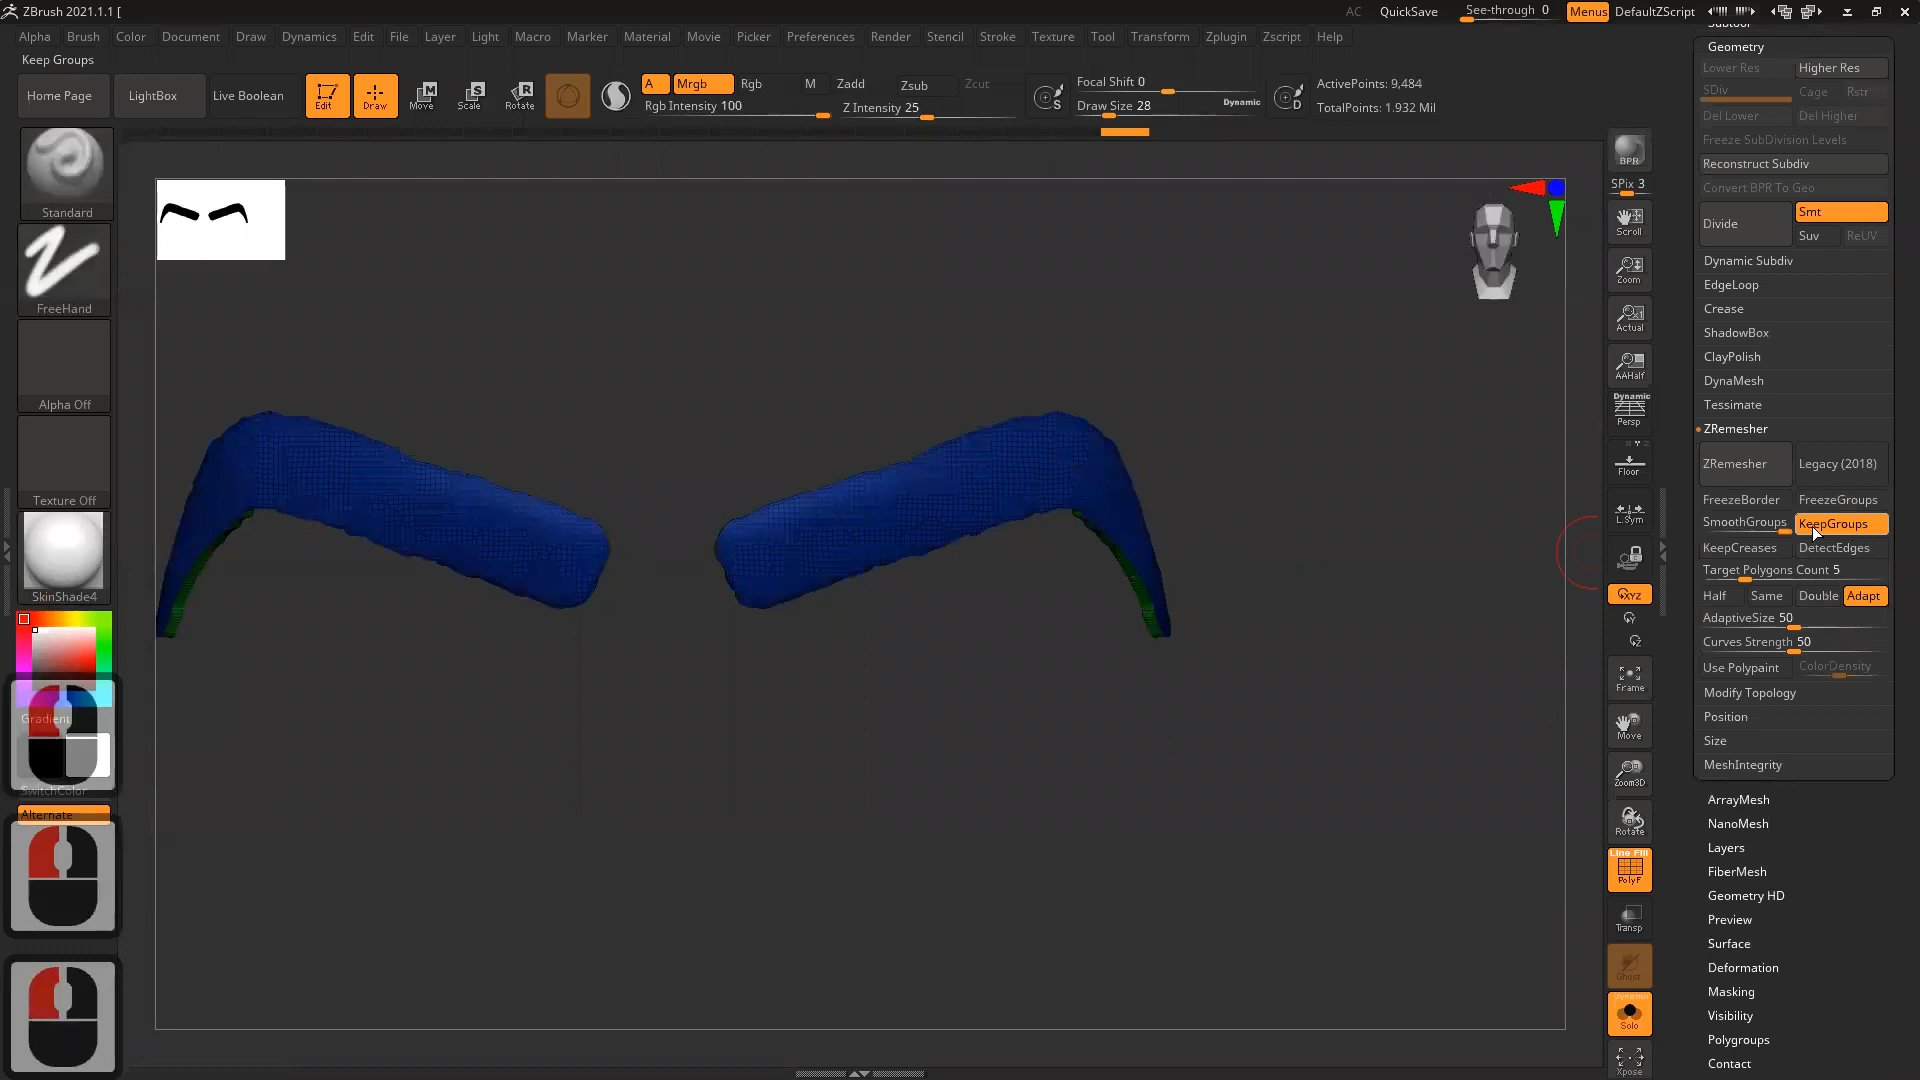 ZBrush 2021.1.1 [
AC QuickSave See-through 0 Menus DefaultZScript
Alpha Brush Color Document Draw Dynamics Edit File Layer Light Macro Marker Material Movie Picker Preferences Render Stencil Stroke Texture Tool Transform Zplugin Zscript Help
Keep Groups
Home Page LightBox Live Boolean Edit Draw Move Scale Rotate
M S R
A Mrgb Rgb M Zadd Zsub Zcut
Rgb Intensity 100 Z Intensity 25
S Focal Shift 0
Draw Size 28 Dynamic D
ActivePoints: 9,484
TotalPoints: 1.932 Mil
Standard
FreeHand
Alpha Off
Texture Off
SkinShade4
Gradient
SwitchColor
Alternate
BPR
SPix 3
Scroll
Zoom
Actual
AAHalf
Dynamic
Persp
Floor
L.Sym
XYZ
Y
Z
Frame
Move
Zoom3D
Rotate
Line Fill
PolyF
Transp
Ghost
Dynamic
Solo
Xpose
Subtool
Geometry
Lower Res Higher Res
SDiv Cage Rstr
Del Lower Del Higher
Freeze SubDivision Levels
Reconstruct Subdiv
Convert BPR To Geo
Divide Smt
Suv ReUV
Dynamic Subdiv
EdgeLoop
Crease
ShadowBox
ClayPolish
DynaMesh
Tessimate
ZRemesher
ZRemesher Legacy (2018)
FreezeBorder FreezeGroups
SmoothGroups KeepGroups
KeepCreases DetectEdges
Target Polygons Count 5
Half Same Double Adapt
AdaptiveSize 50
Curves Strength 50
Use Polypaint ColorDensity
Modify Topology
Position
Size
MeshIntegrity
ArrayMesh
NanoMesh
Layers
FiberMesh
Geometry HD
Preview
Surface
Deformation
Masking
Visibility
Polygroups
Contact